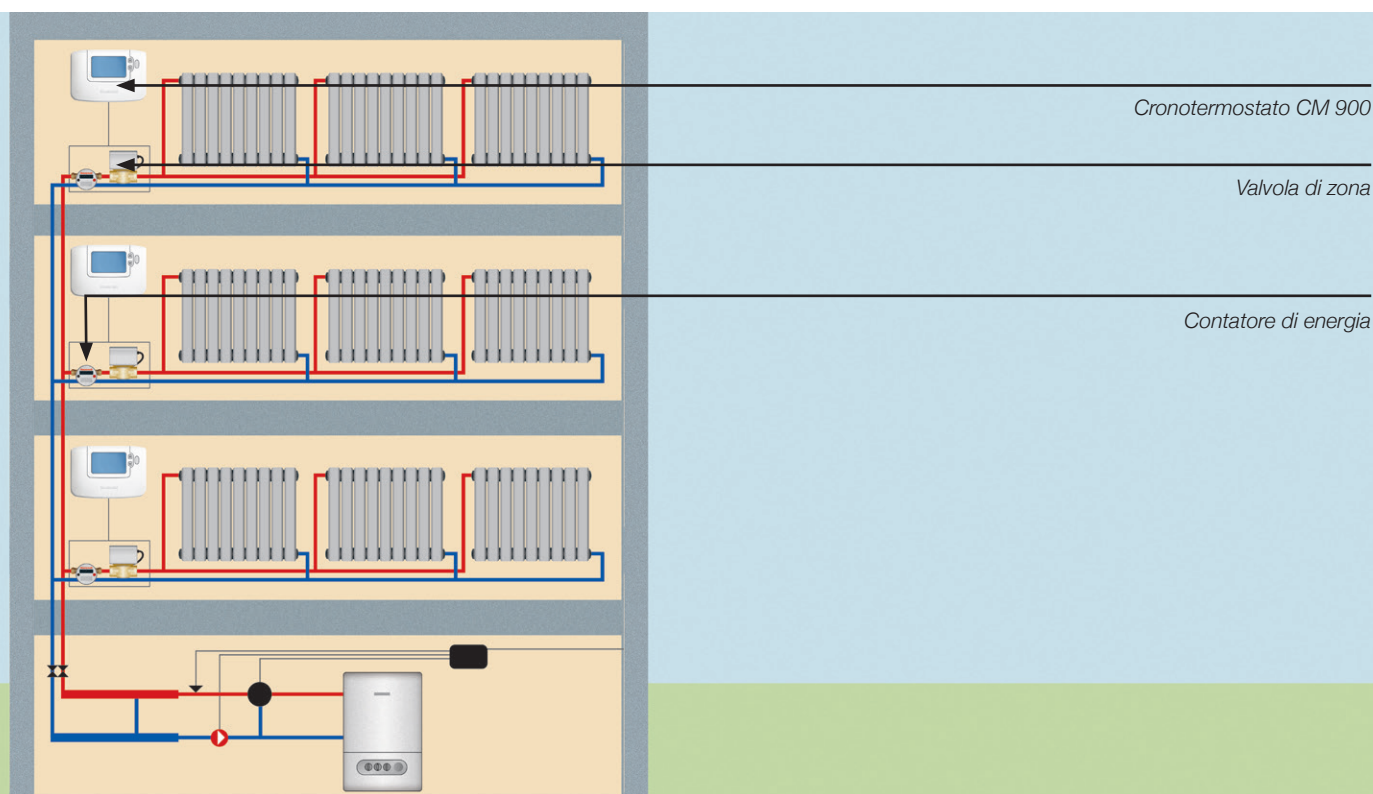 Cronotermostato CM 900
Valvola di zona
Contatore di energia